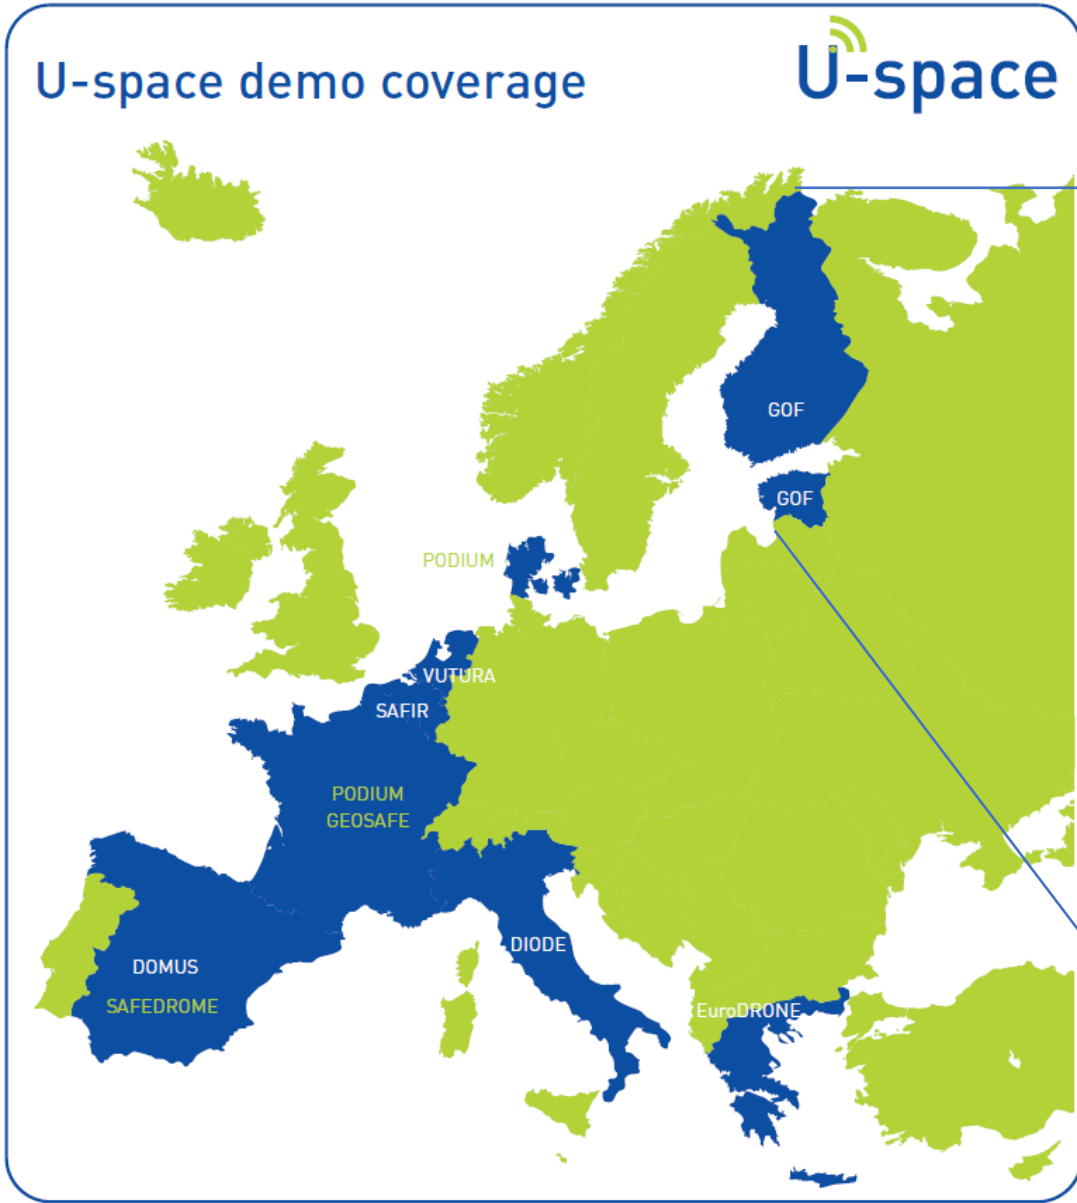 U-space demo coverage
U-space
GOF
GOF
PODIUM
VUTURA
SAFIR
PODIUM
GEOSAFE
DIODE
DOMUS
SAFEDROME
EuroDRONE